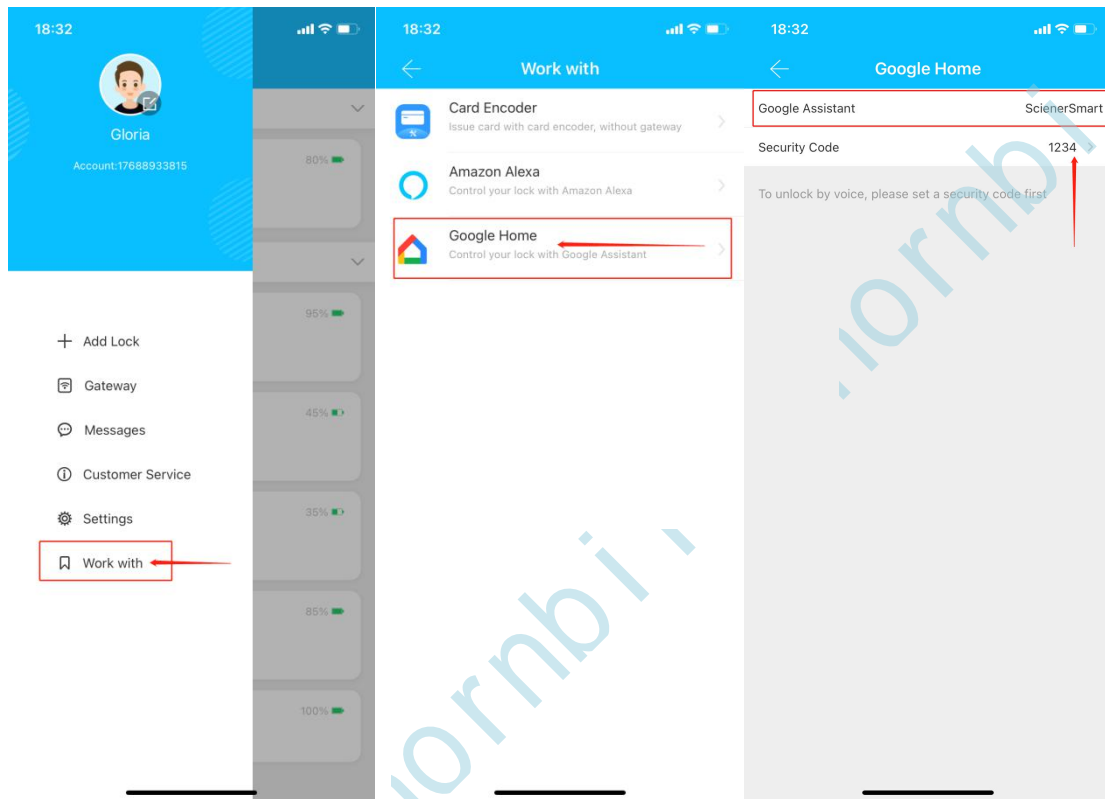 18:32
Gloria
Account:17688933815
80%
95%
Add Lock
Gateway
45%
Messages
Customer Service
35%
Settings
Work with
85%
100%
18:32
Work with
Card Encoder
Issue card with card encoder, without gateway
Amazon Alexa
Control your lock with Amazon Alexa
Google Home
Control your lock with Google Assistant
18:32
Google Home
Google Assistant ScienerSmart
Security Code 1234
To unlock by voice, please set a security code first